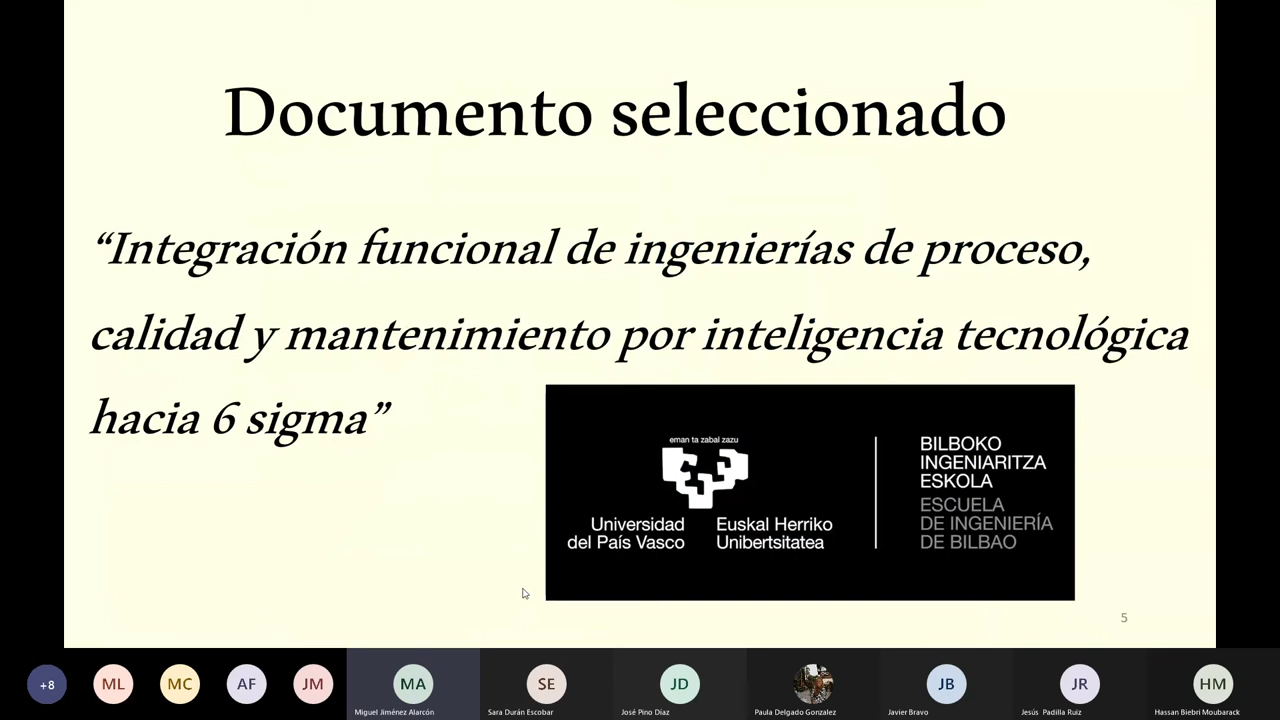 Documento seleccionado
“Integración funcional de ingenierías de proceso,
calidad y mantenimiento por inteligencia tecnológica
hacia 6 sigma”
eman ta zabal zazu
Universidad
del País Vasco
Euskal Herriko
Unibertsitatea
BILBOKO
INGENIARITZA
ESKOLA
ESCUELA
DE INGENIERÍA
DE BILBAO
5
+8
ML
MC
AF
JM
MA
Miguel Jiménez Alarcón
SE
Sara Durán Escobar
JD
José Pino Díaz
Paula Delgado Gonzalez
JB
Javier Bravo
JR
Jesús Padilla Ruiz
HM
Hassan Biebri Moubarack